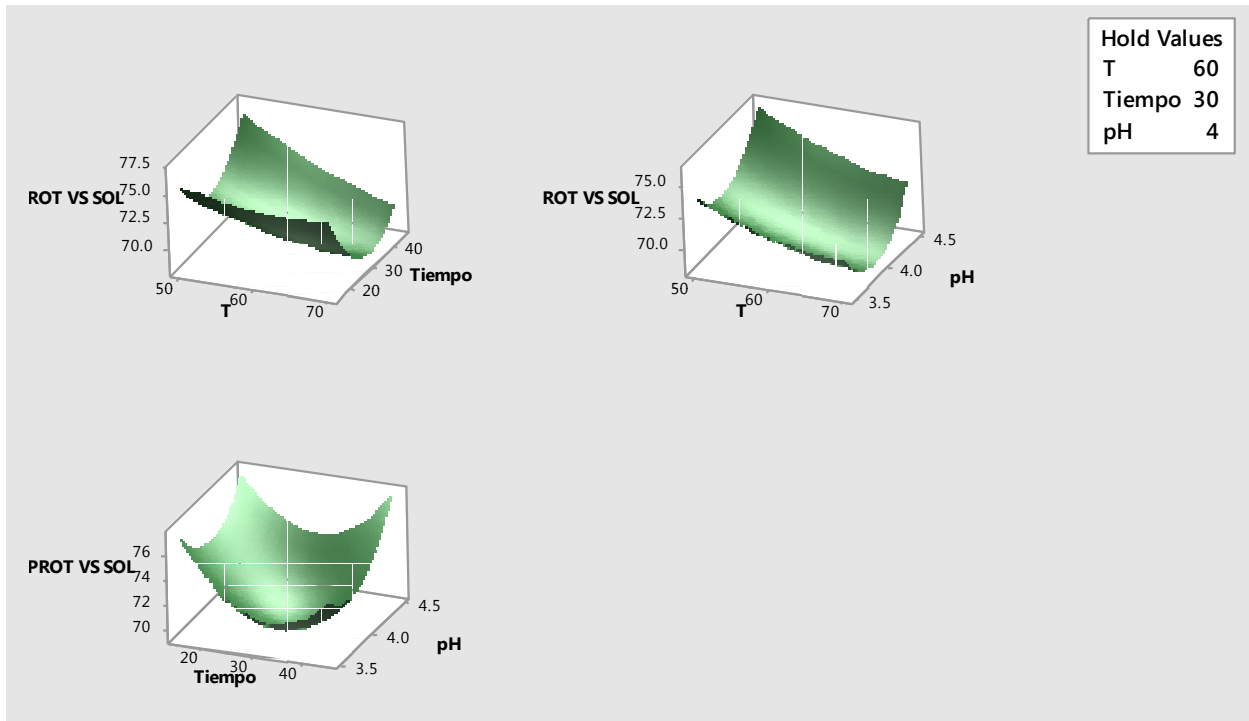 Hold Values
T 60
Tiempo 30
pH 4
77.5
75.0
ROT VS SOL
72.5
70.0
50
60
70
T
20
30
40
Tiempo
75.0
ROT VS SOL
72.5
70.0
50
60
70
T
3.5
4.0
4.5
pH
76
PROT VS SOL
74
72
70
20
30
40
Tiempo
3.5
4.0
4.5
pH